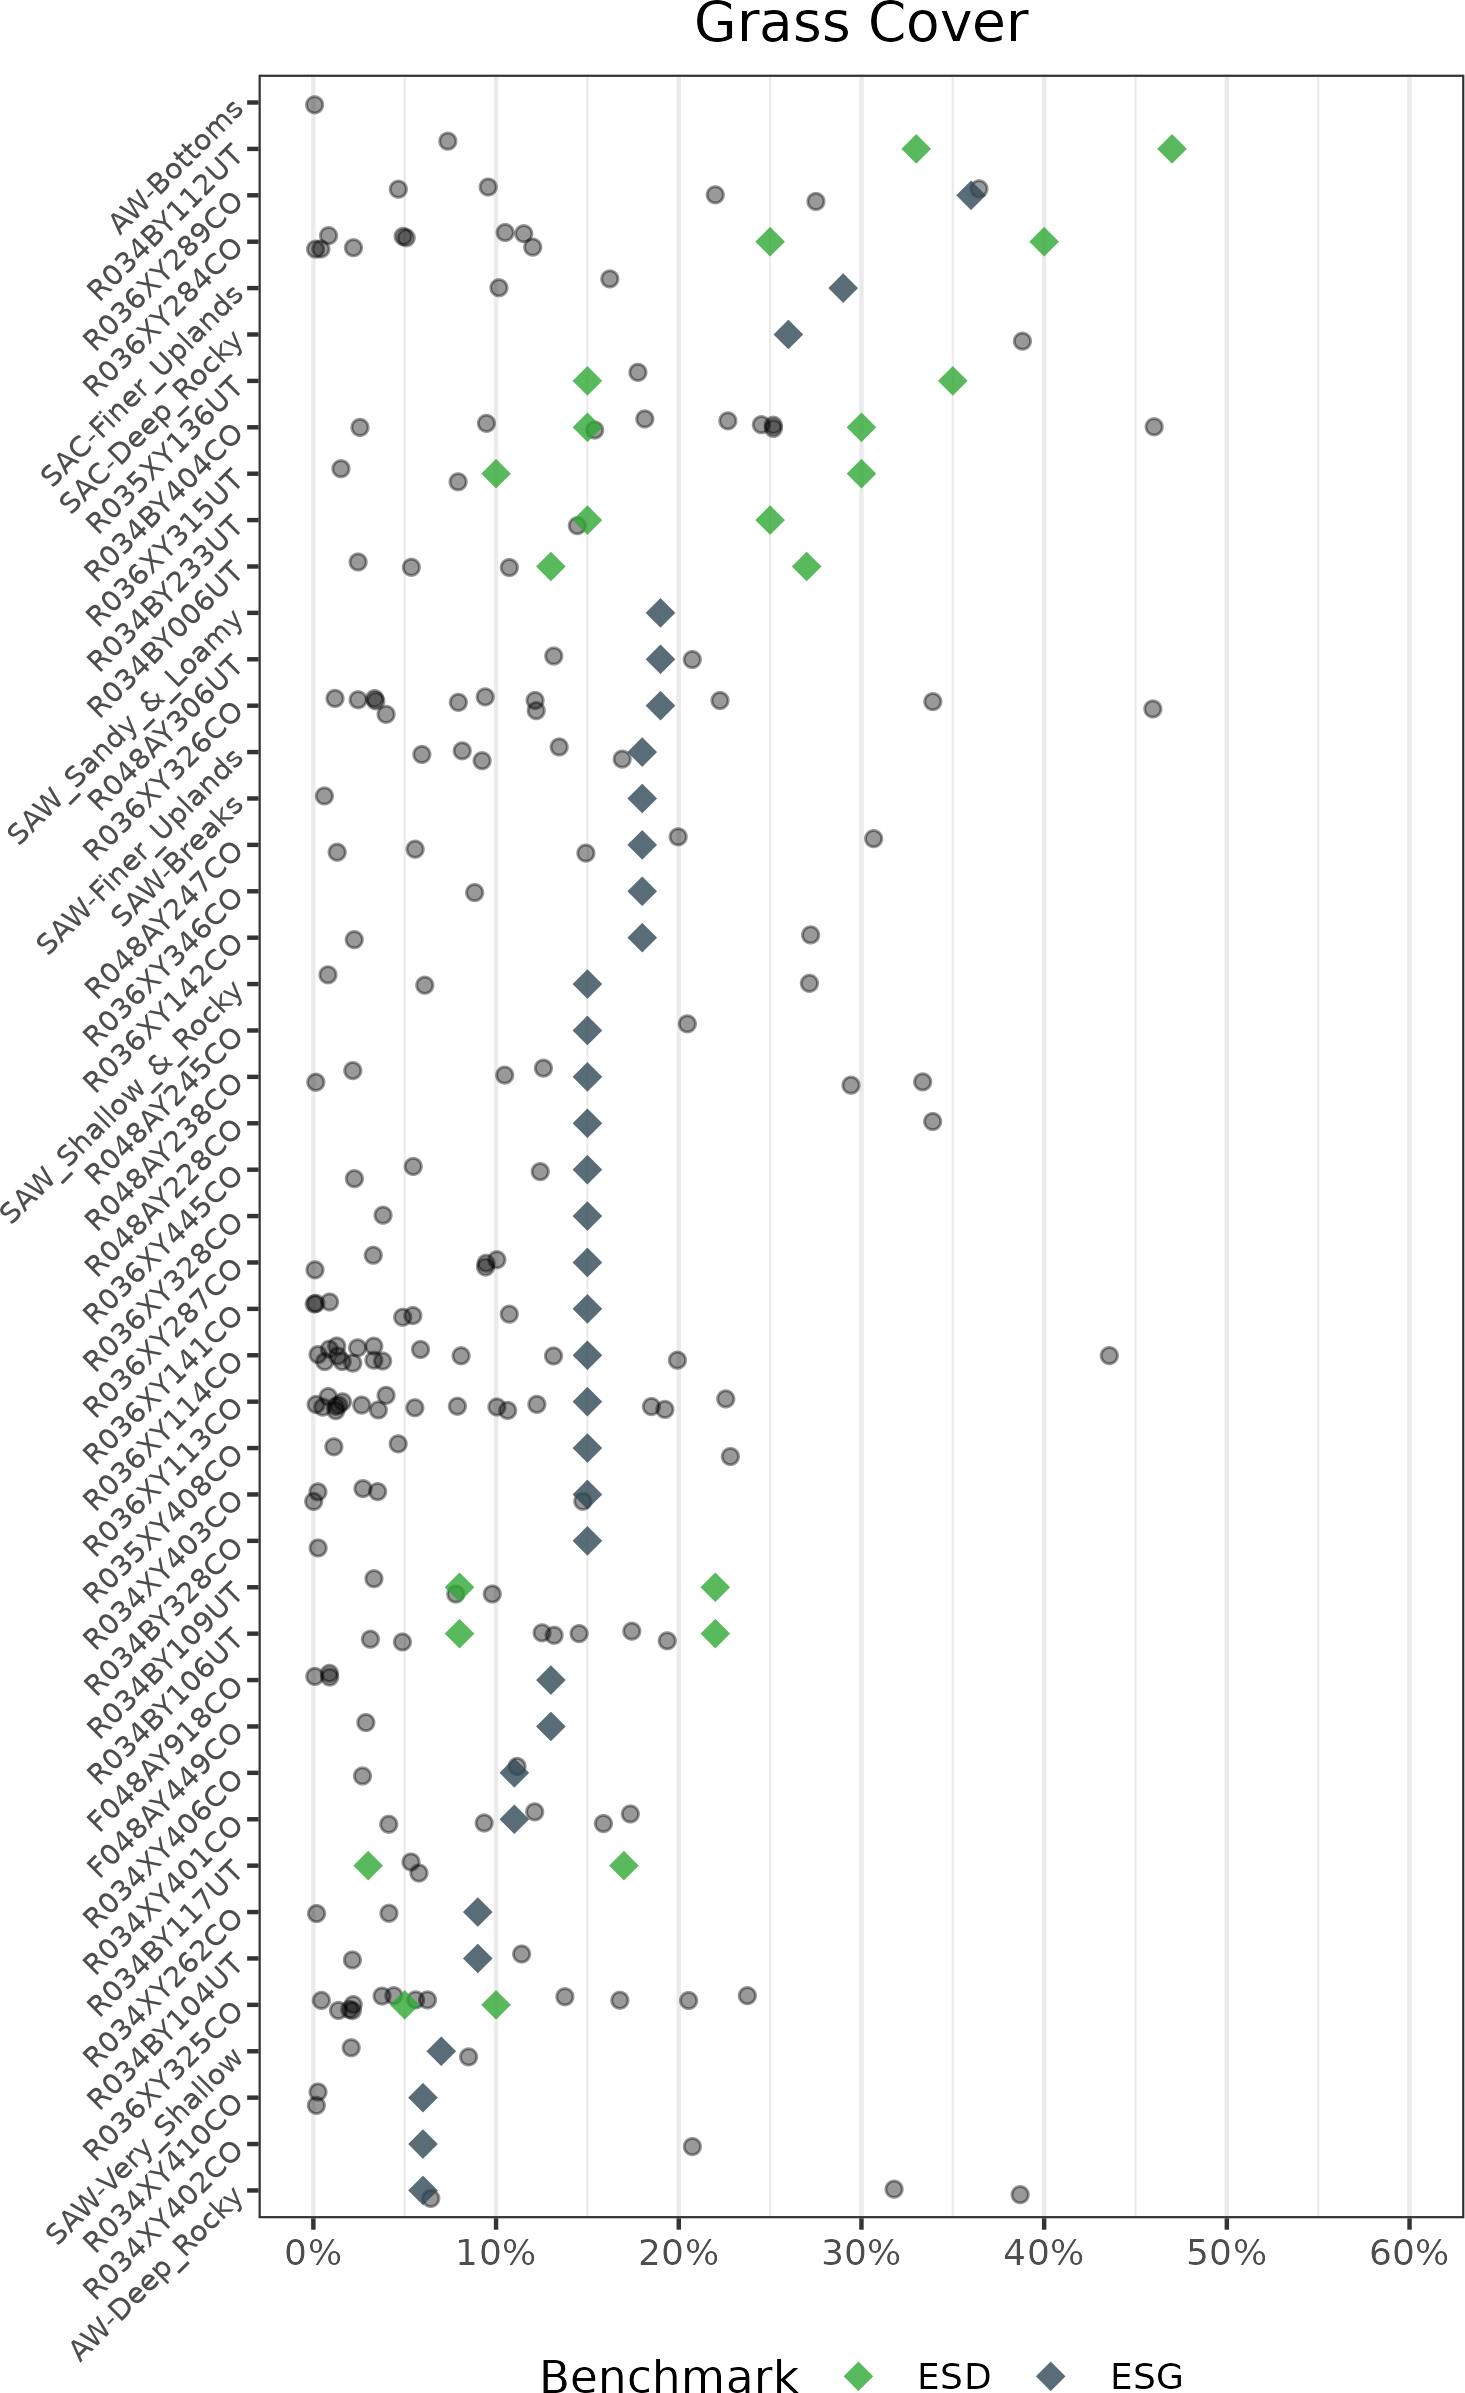 Grass Cover
AW-Bottoms
R034BY112UT
R036XY289CO
R036XY284CO
SAC-Finer_Uplands
SAC-Deep_Rocky
R035XY136UT
R034BY404CO
R036XY315UT
R034BY233UT
R034BY006UT
SAW_Sandy_&_Loamy
R048AY306UT
R036XY326CO
SAW-Finer_Uplands
SAW-Breaks
R048AY247CO
R036XY346CO
R036XY142CO
SAW_Shallow_&_Rocky
R048AY245CO
R048AY238CO
R048AY228CO
R036XY445CO
R036XY328CO
R036XY287CO
R036XY141CO
R036XY114CO
R036XY113CO
R035XY408CO
R034XY403CO
R034BY328CO
R034BY109UT
R034BY106UT
F048AY918CO
F048AY449CO
R034XY406CO
R034XY401CO
R034BY117UT
R034XY262CO
R034BY104UT
R036XY325CO
SAW-Very_Shallow
R034XY410CO
R034XY402CO
AW-Deep_Rocky
0% 10% 20% 30% 40% 50% 60%
Benchmark ESD ESG